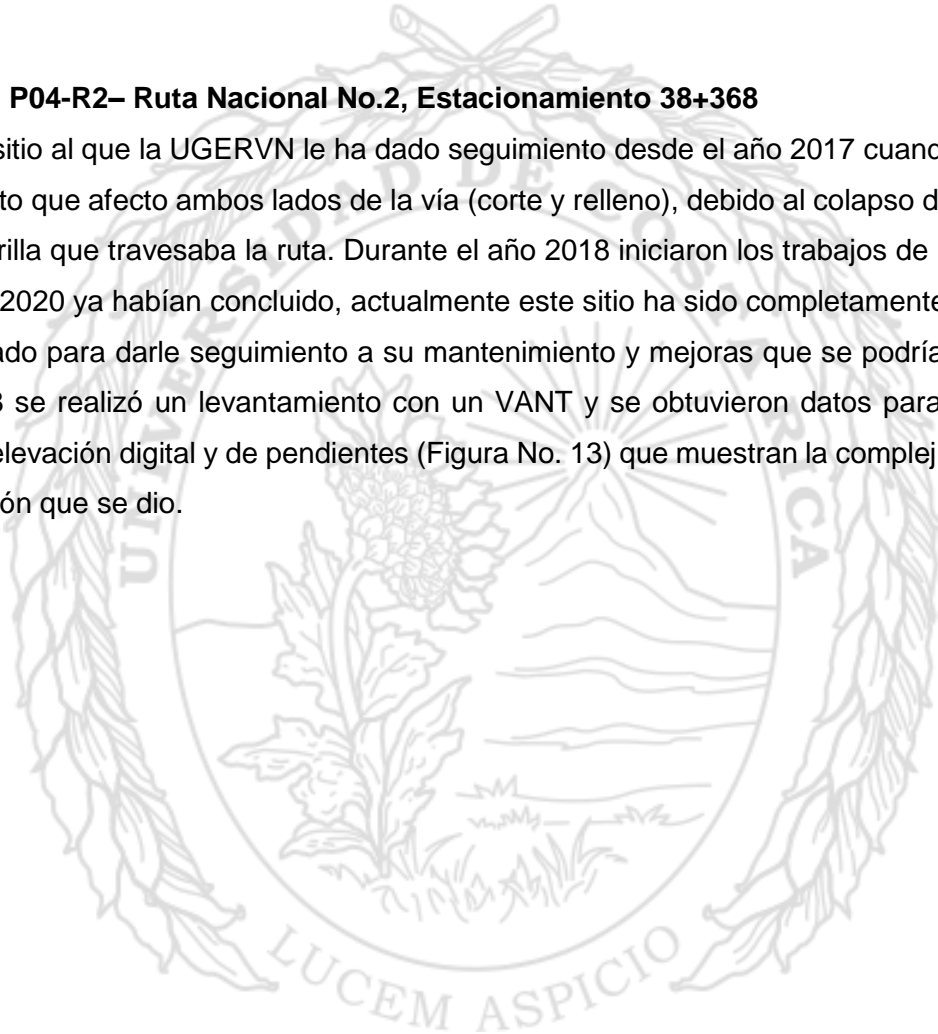 P04-R2– Ruta Nacional No.2, Estacionamiento 38+368
sitio al que la UGERVN le ha dado seguimiento desde el año 2017 cuand
to que afecto ambos lados de la vía (corte y relleno), debido al colapso d
rilla que travesaba la ruta. Durante el año 2018 iniciaron los trabajos de
2020 ya habían concluido, actualmente este sitio ha sido completamente
ado para darle seguimiento a su mantenimiento y mejoras que se podría
3 se realizó un levantamiento con un VANT y se obtuvieron datos para
elevación digital y de pendientes (Figura No. 13) que muestran la complej
ón que se dio.
UNIVERSIDAD DE COSTA RICA
LUCEM ASPICIO